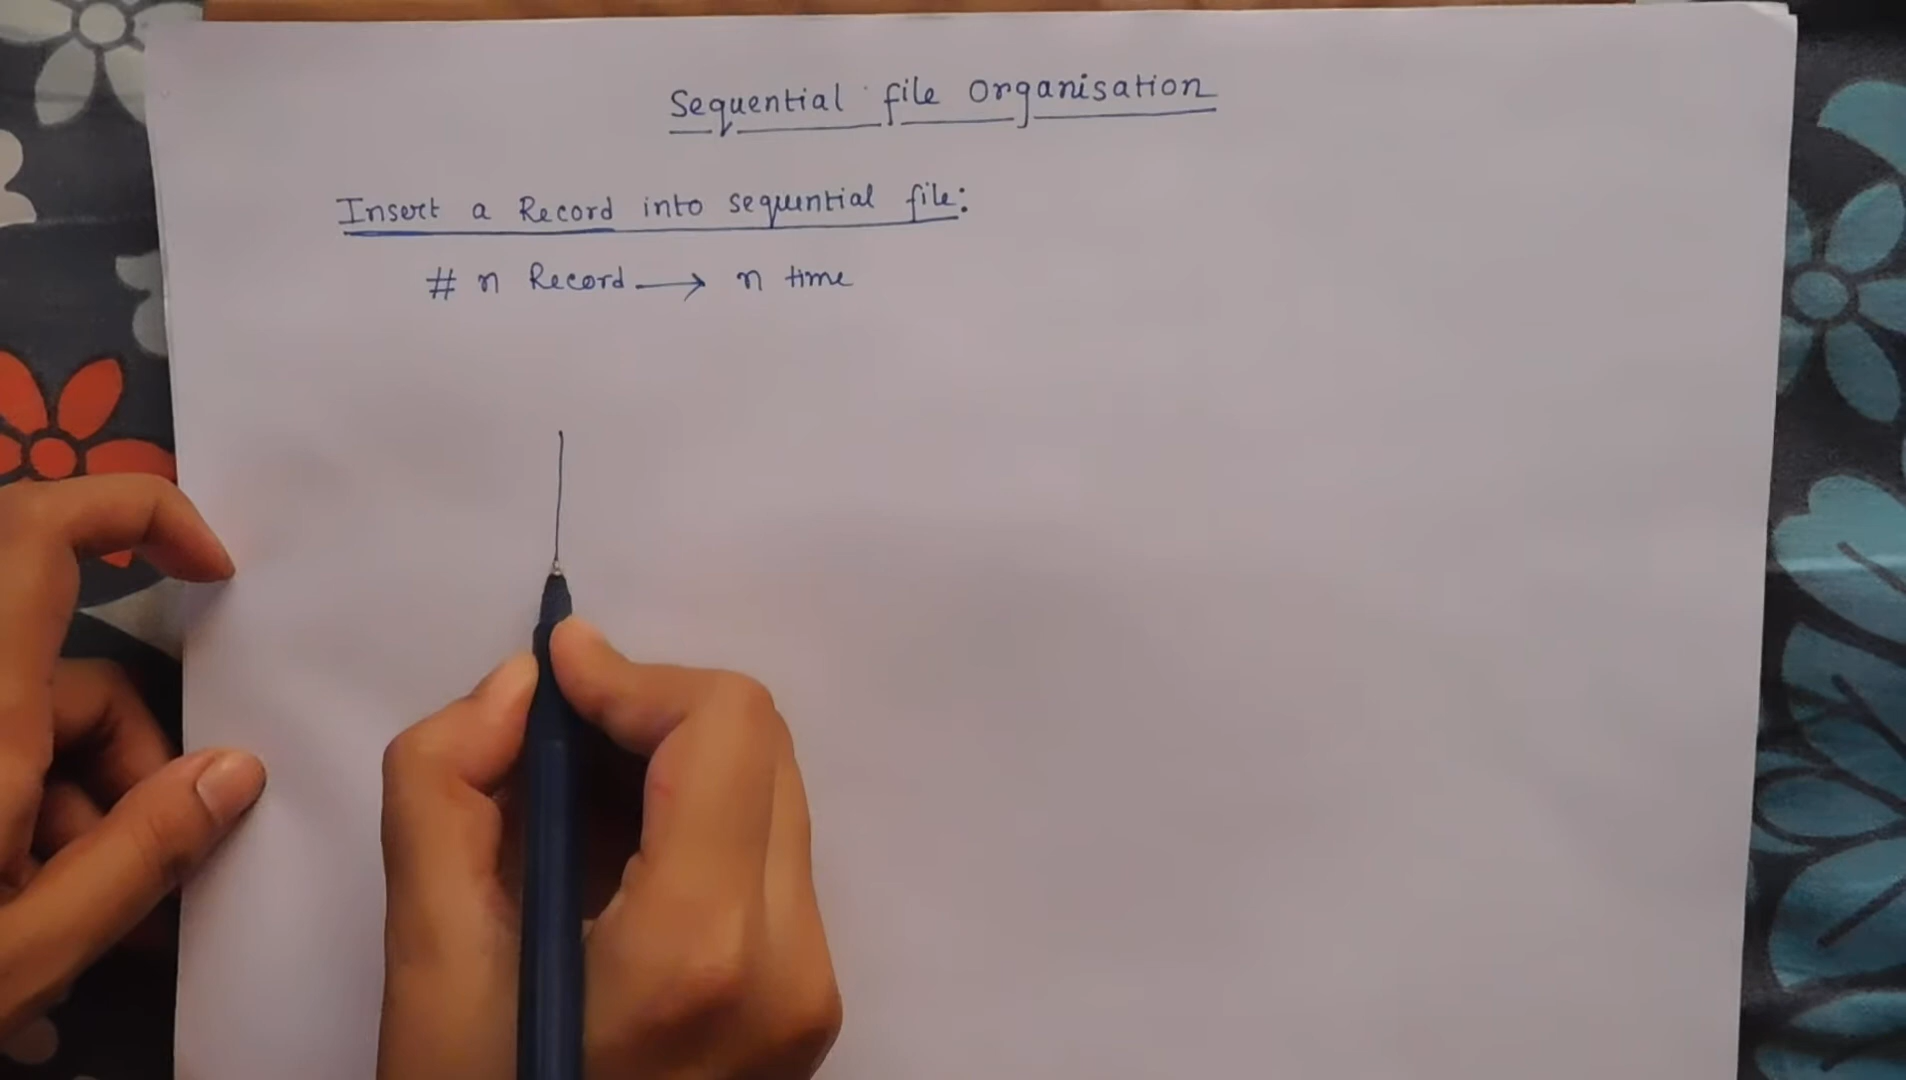 Sequential file Organisation
Insert a Record into sequential file:
# n Record → n time